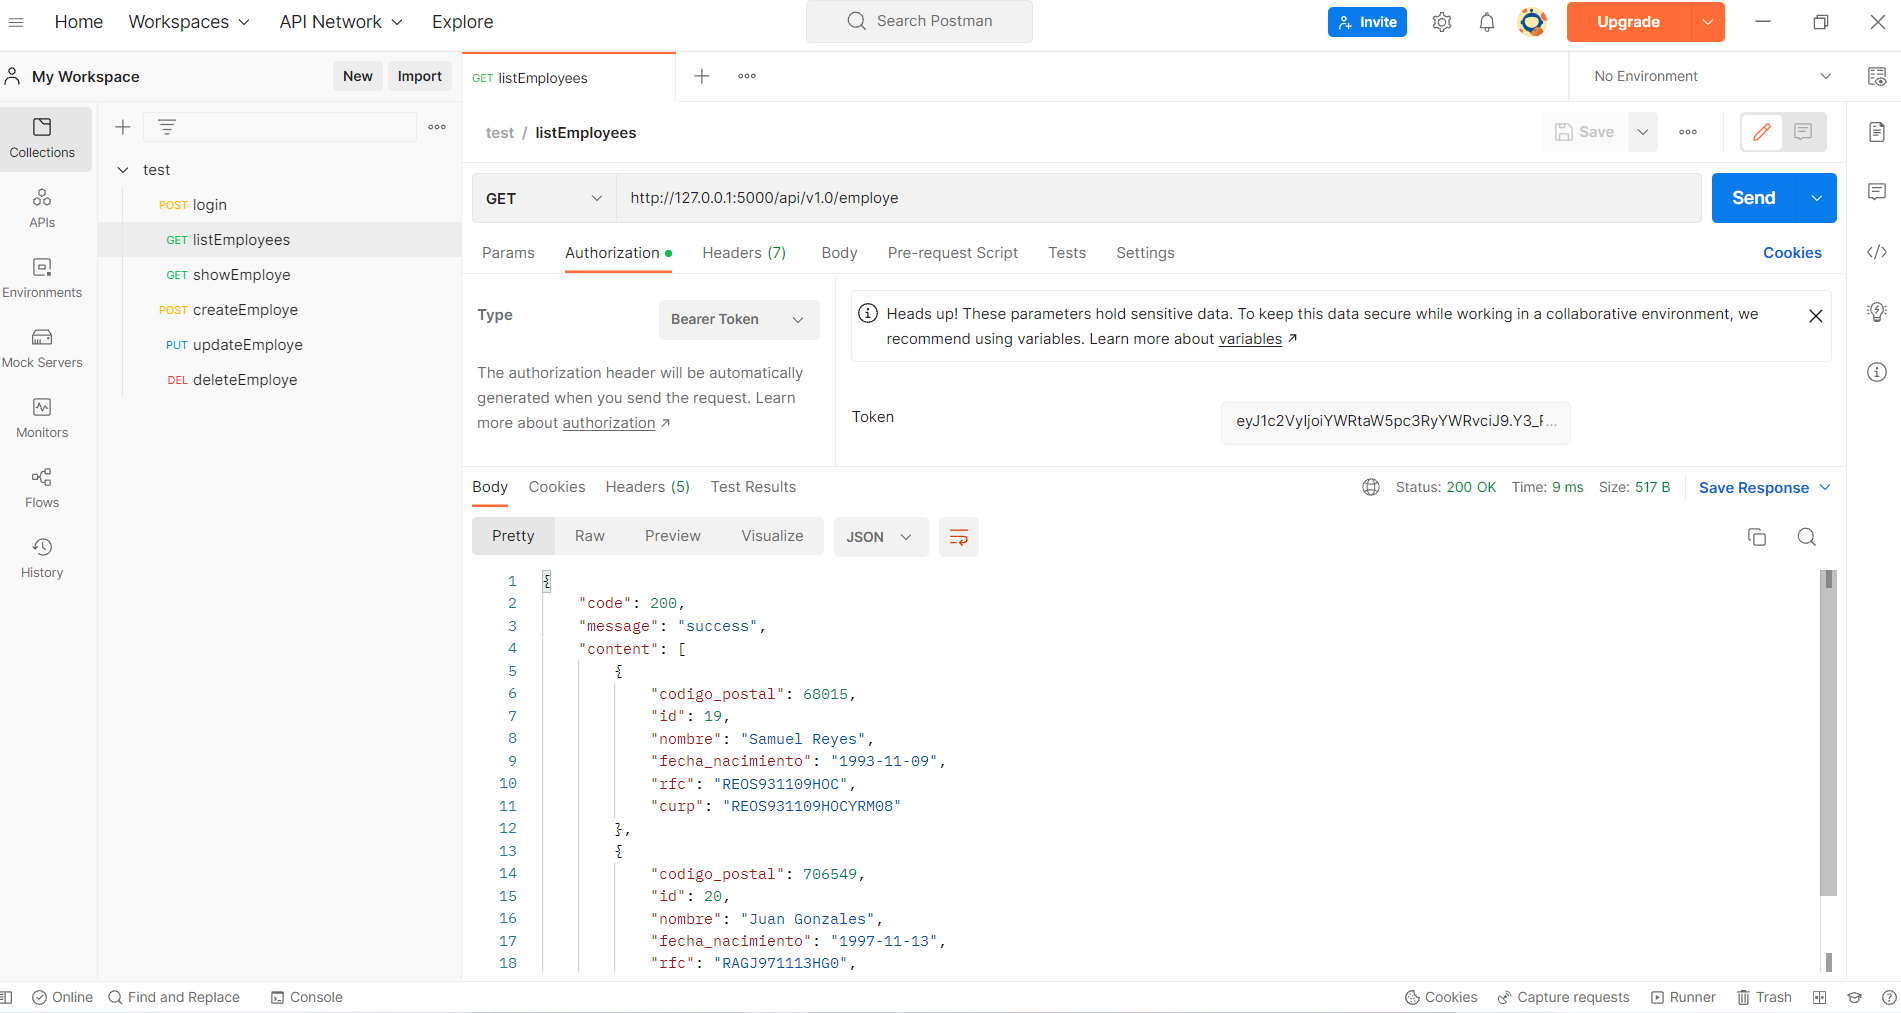 Home Workspaces API Network Explore Search Postman Invite Upgrade
My Workspace New Import GET listEmployees No Environment
Collections
APIs
Environments
Mock Servers
Monitors
Flows
History
test
POST login
GET listEmployees
GET showEmploye
POST createEmploye
PUT updateEmploye
DEL deleteEmploye
test / listEmployees Save
GET http://127.0.0.1:5000/api/v1.0/employe Send
Params Authorization Headers (7) Body Pre-request Script Tests Settings Cookies
Type Bearer Token
The authorization header will be automatically
generated when you send the request. Learn
more about authorization ↗
Heads up! These parameters hold sensitive data. To keep this data secure while working in a collaborative environment, we
recommend using variables. Learn more about variables ↗
Token
Body Cookies Headers (5) Test Results Status: 200 OK Time: 9 ms Size: 517 B Save Response
Pretty Raw Preview Visualize JSON
1 {
2 "code": 200,
3 "message": "success",
4 "content": [
5 {
6 "codigo_postal": 68015,
7 "id": 19,
8 "nombre": "Samuel Reyes",
9 "fecha_nacimiento": "1993-11-09",
10 "rfc": "REOS931109HOC",
11 "curp": "REOS931109HOCYRM08"
12 },
13 {
14 "codigo_postal": 706549,
15 "id": 20,
16 "nombre": "Juan Gonzales",
17 "fecha_nacimiento": "1997-11-13",
18 "rfc": "RAGJ971113HG0",
Online Find and Replace Console Cookies Capture requests Runner Trash